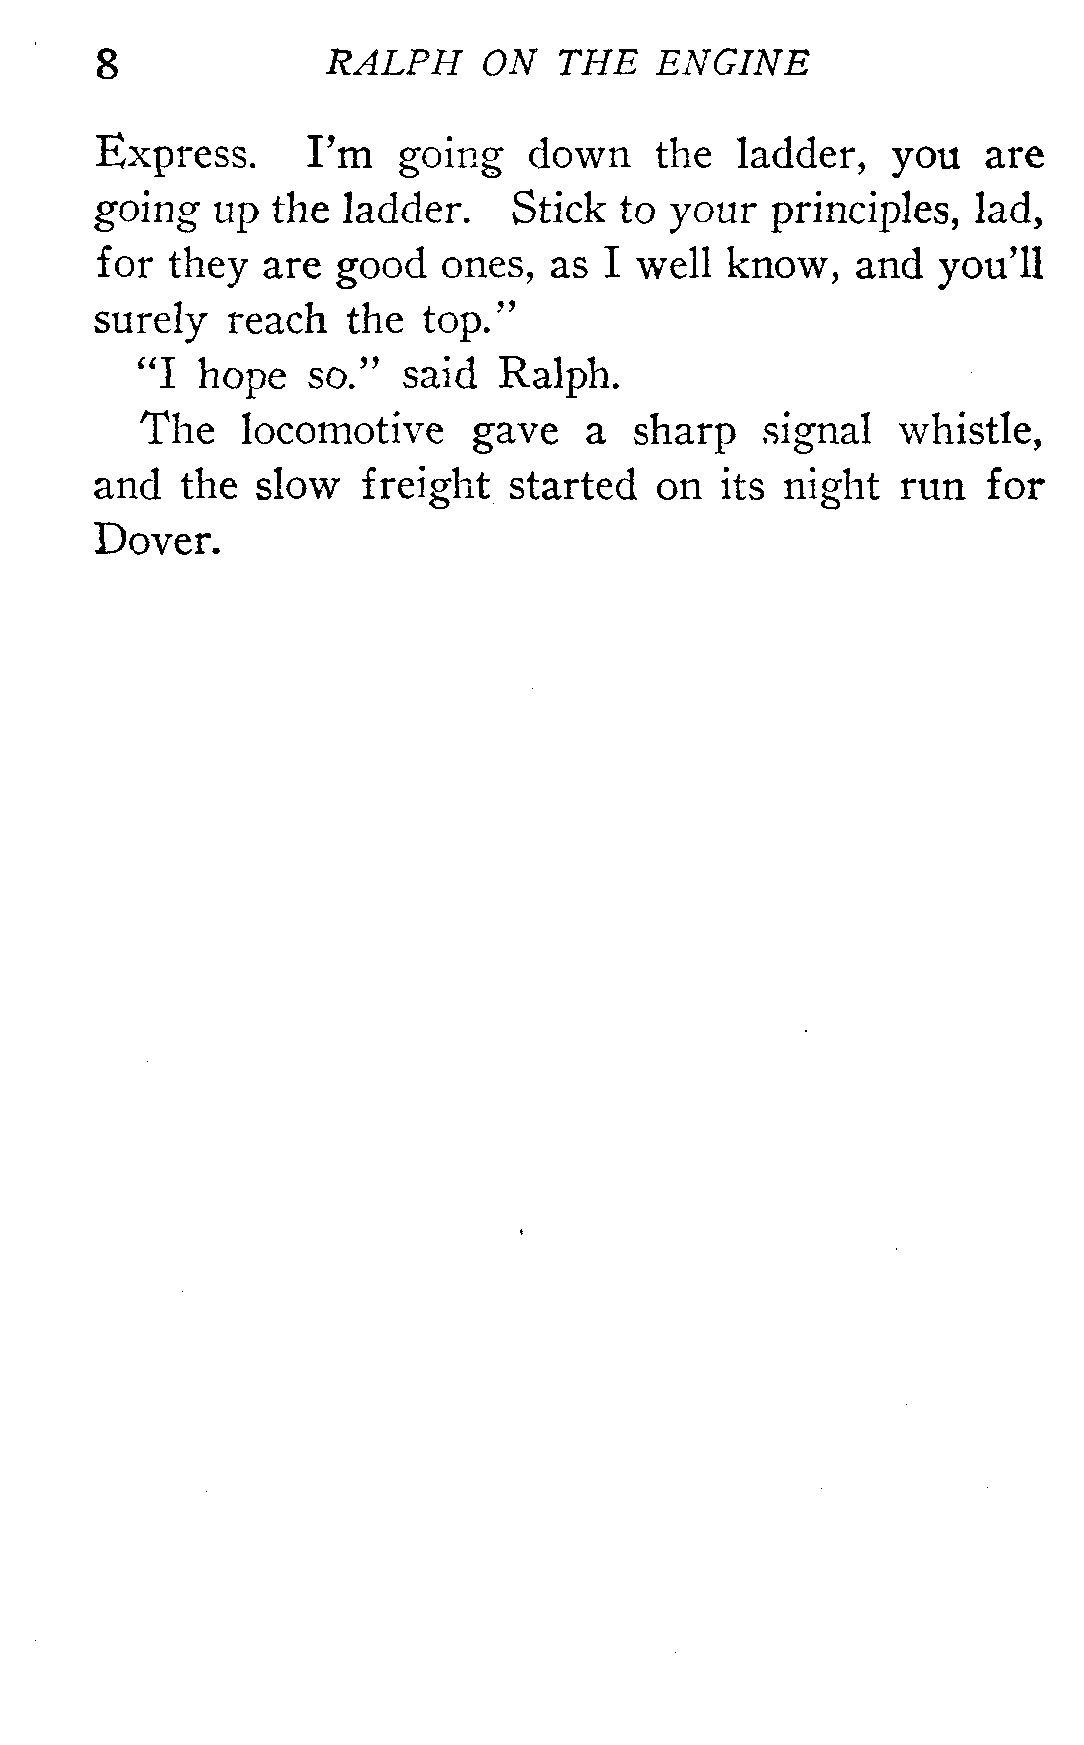 8 RALPH ON THE ENGINE
Express. I'm going down the ladder, you are
going up the ladder. Stick to your principles, lad,
for they are good ones, as I well know, and you'll
surely reach the top."
"I hope so." said Ralph.
The locomotive gave a sharp signal whistle,
and the slow freight started on its night run for
Dover.